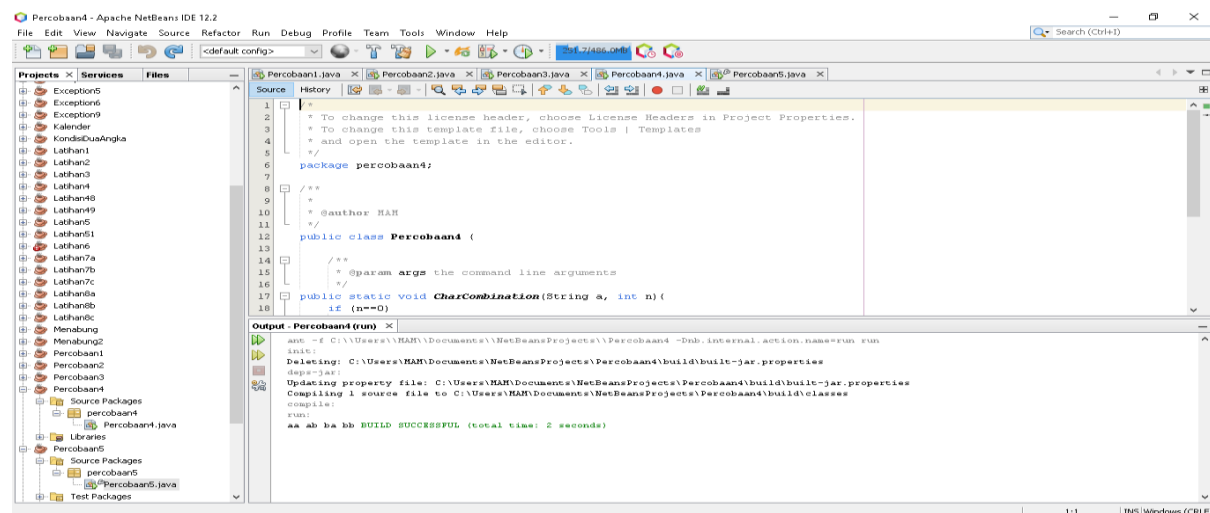 Percobaan4 - Apache NetBeans IDE 12.2
File Edit View Navigate Source Refactor Run Debug Profile Team Tools Window Help
Search (Ctrl+I)
<default config>
291.7/486.0MB
Projects Services Files
Exception5
Exception6
Exception9
Kalender
KondisiDuaAngka
Latihan1
Latihan2
Latihan3
Latihan4
Latihan48
Latihan49
Latihan5
Latihan51
Latihan6
Latihan7a
Latihan7b
Latihan7c
Latihan8a
Latihan8b
Latihan8c
Menabung
Menabung2
Percobaan1
Percobaan2
Percobaan3
Percobaan4
Source Packages
percobaan4
Percobaan4.java
Libraries
Percobaan5
Source Packages
percobaan5
Percobaan5.java
Test Packages
Percobaan1.java Percobaan2.java Percobaan3.java Percobaan4.java Percobaan5.java
Source History
1 /*
2 * To change this license header, choose License Headers in Project Properties.
3 * To change this template file, choose Tools | Templates
4 * and open the template in the editor.
5 */
6 package percobaan4;
7
8 /**
9 *
10 * @author MAM
11 */
12 public class Percobaan4 {
13
14 /**
15 * @param args the command line arguments
16 */
17 public static void CharCombination(String a, int n){
18 if (n==0)
Output - Percobaan4 (run)
ant -f C:\\Users\\MAM\\Documents\\NetBeansProjects\\Percobaan4 -Dnb.internal.action.name=run run
init:
Deleting: C:\Users\MAM\Documents\NetBeansProjects\Percobaan4\build\built-jar.properties
deps-jar:
Updating property file: C:\Users\MAM\Documents\NetBeansProjects\Percobaan4\build\built-jar.properties
Compiling 1 source file to C:\Users\MAM\Documents\NetBeansProjects\Percobaan4\build\classes
compile:
run:
aa ab ba bb BUILD SUCCESSFUL (total time: 2 seconds)
1:1 INS Windows (CRLF